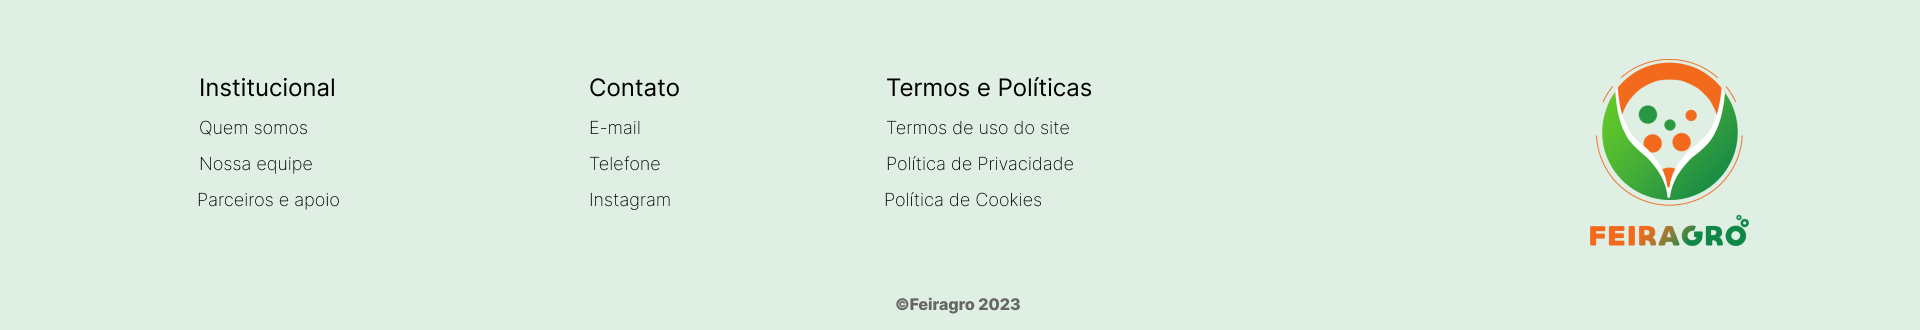 Institucional
Quem somos
Nossa equipe
Parceiros e apoio
Contato
E-mail
Telefone
Instagram
Termos e Políticas
Termos de uso do site
Política de Privacidade
Política de Cookies
FEIRAGRO
©Feiragro 2023